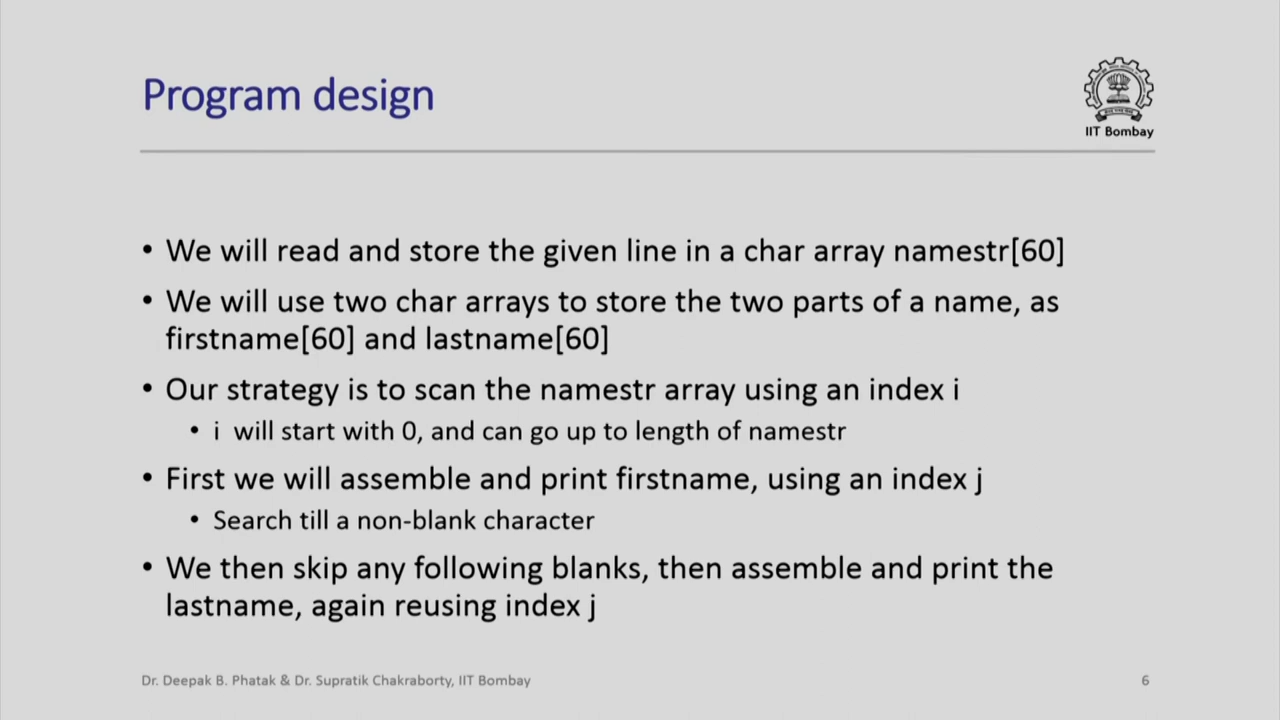 Program design
IIT Bombay
• We will read and store the given line in a char array namestr[60]
• We will use two char arrays to store the two parts of a name, as
firstname[60] and lastname[60]
• Our strategy is to scan the namestr array using an index i
• i will start with 0, and can go up to length of namestr
• First we will assemble and print firstname, using an index j
• Search till a non-blank character
• We then skip any following blanks, then assemble and print the
lastname, again reusing index j
Dr. Deepak B. Phatak & Dr. Supratik Chakraborty, IIT Bombay
6